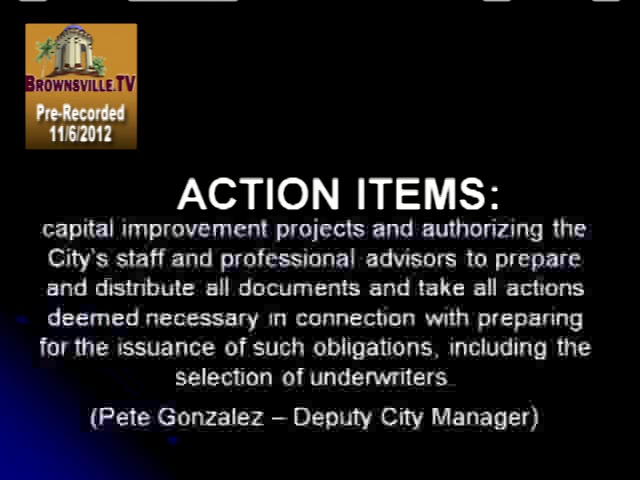 BROWNSVILLE.TV
Pre-Recorded
11/6/2012
ACTION ITEMS:
capital improvement projects and authorizing the
City's staff and professional advisors to prepare
and distribute all documents and take all actions
deemed necessary in connection with preparing
for the issuance of such obligations, including the
selection of underwriters.
(Pete Gonzalez – Deputy City Manager)